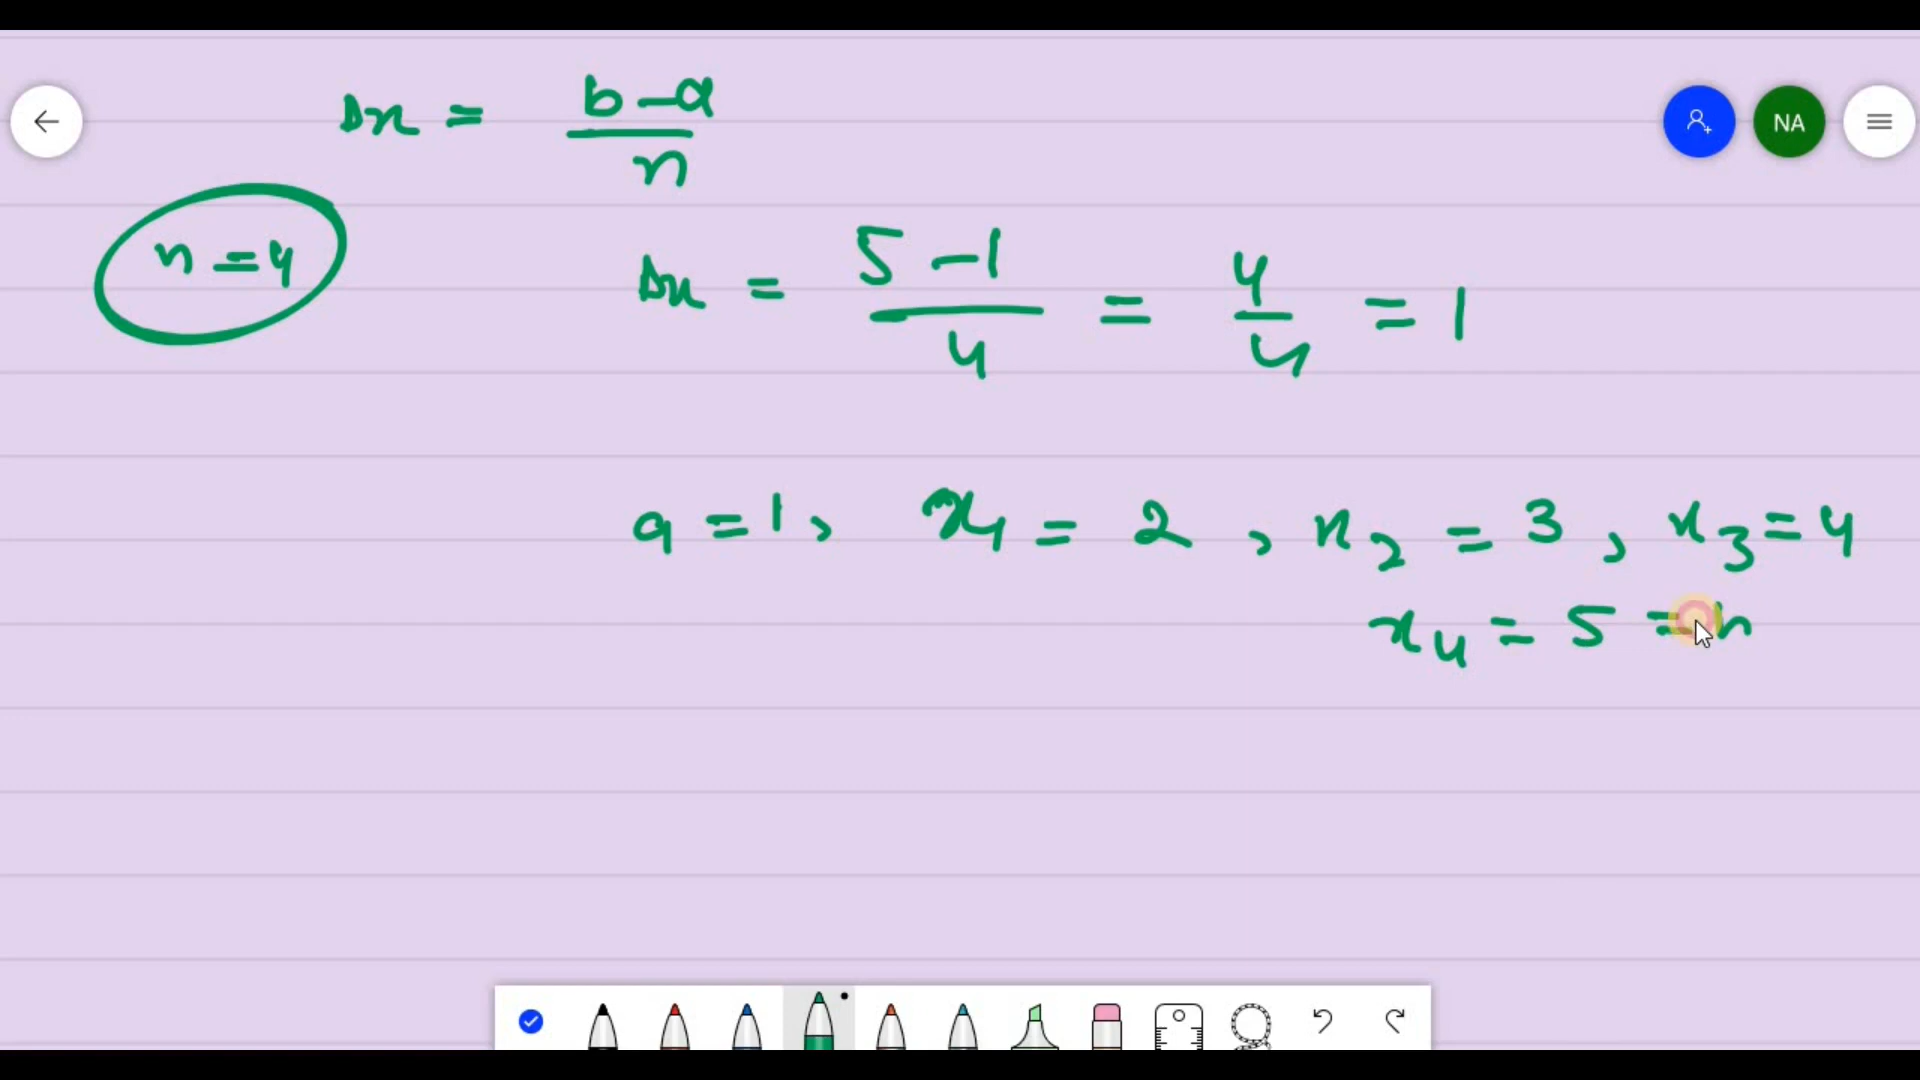 Δx = b-a / n
NA
n = 4
Δx = 5-1 / 4 = 4/4 = 1
a = 1, x₁ = 2, x₂ = 3, x₃ = 4
x₄ = 5 =